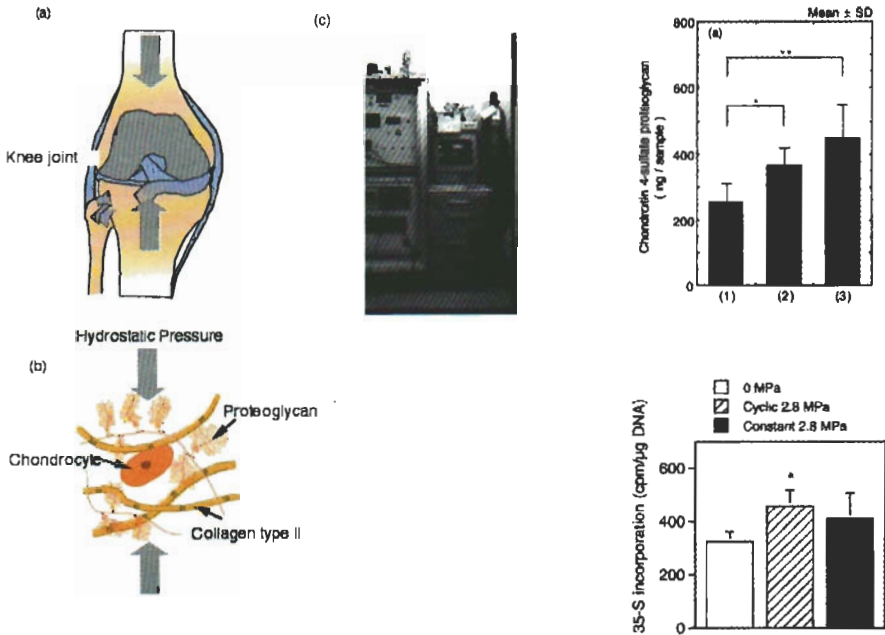 (a)
Knee joint
Hydrostatic Pressure
(b)
Proteoglycan
Chondrocyte
Collagen type II
(c)
Mean ± SD
(a)
Chondroitin 4-sulfate proteoglycan
( ng / sample )
800
600
400
200
0
**
*
(1) (2) (3)
0 MPa
Cyclic 2.8 MPa
Constant 2.8 MPa
35-S incorporation (cpm/µg DNA)
600
400
200
0
*